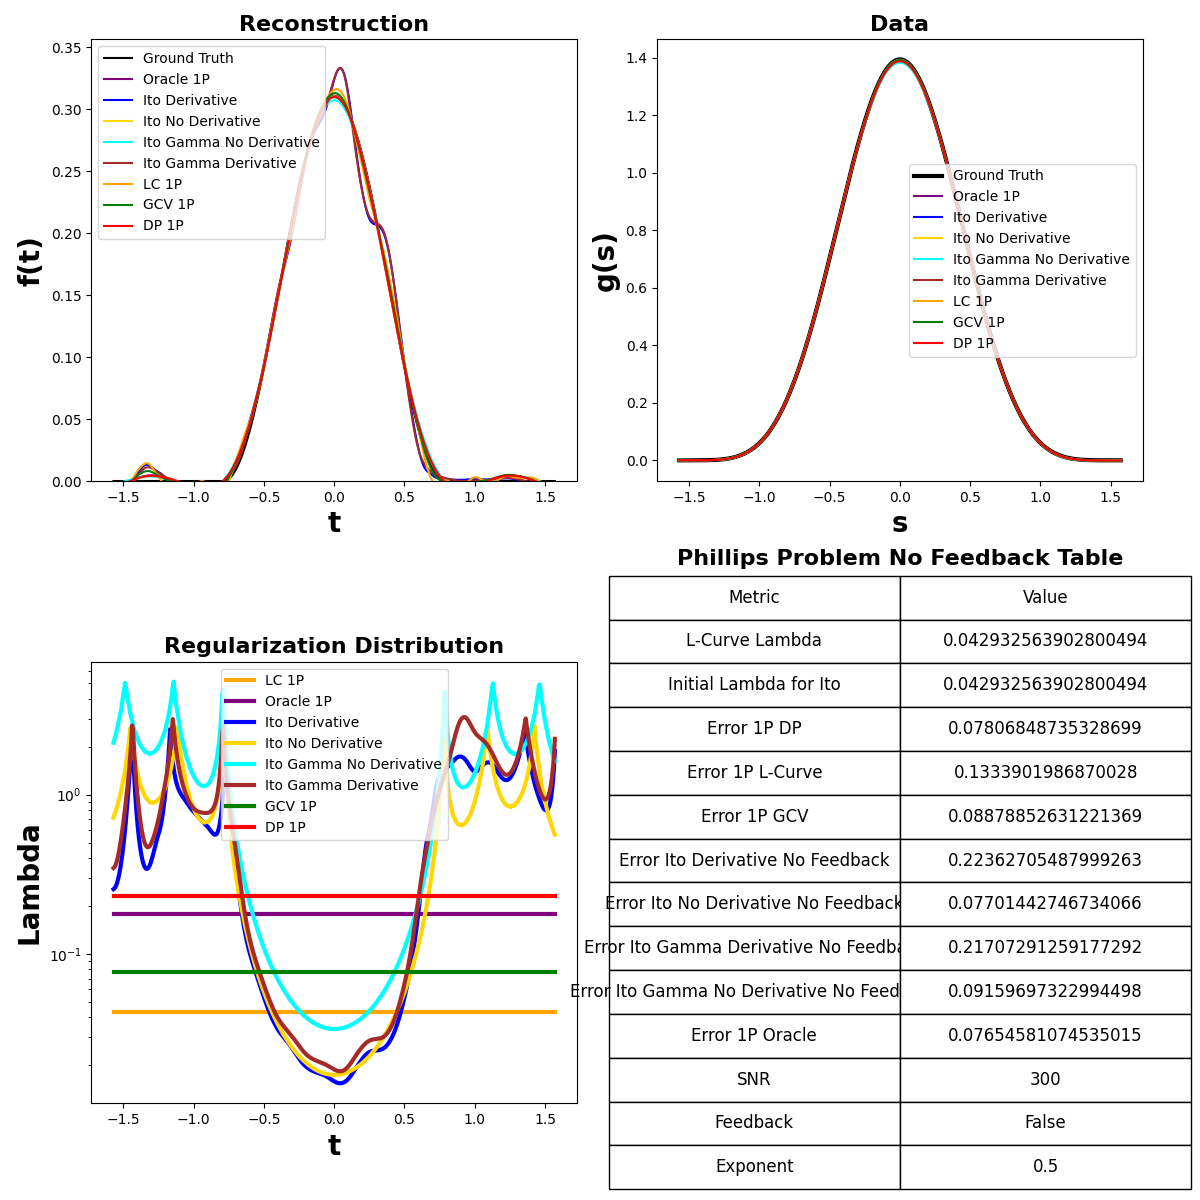 Reconstruction
0.35
0.30
0.25
0.20
0.15
0.10
0.05
0.00
f(t)
Ground Truth
Oracle 1P
Ito Derivative
Ito No Derivative
Ito Gamma No Derivative
Ito Gamma Derivative
LC 1P
GCV 1P
DP 1P
−1.5 −1.0 −0.5 0.0 0.5 1.0 1.5
t
Data
1.4
1.2
1.0
0.8
0.6
0.4
0.2
0.0
g(s)
Ground Truth
Oracle 1P
Ito Derivative
Ito No Derivative
Ito Gamma No Derivative
Ito Gamma Derivative
LC 1P
GCV 1P
DP 1P
−1.5 −1.0 −0.5 0.0 0.5 1.0 1.5
s
Regularization Distribution
10⁰
10⁻¹
Lambda
LC 1P
Oracle 1P
Ito Derivative
Ito No Derivative
Ito Gamma No Derivative
Ito Gamma Derivative
GCV 1P
DP 1P
−1.5 −1.0 −0.5 0.0 0.5 1.0 1.5
t
Phillips Problem No Feedback Table
Metric Value
L-Curve Lambda 0.042932563902800494
Initial Lambda for Ito 0.042932563902800494
Error 1P DP 0.07806848735328699
Error 1P L-Curve 0.1333901986870028
Error 1P GCV 0.08878852631221369
Error Ito Derivative No Feedback 0.22362705487999263
Error Ito No Derivative No Feedback 0.07701442746734066
Error Ito Gamma Derivative No Feedba 0.21707291259177292
Error Ito Gamma No Derivative No Feed 0.09159697322994498
Error 1P Oracle 0.07654581074535015
SNR 300
Feedback False
Exponent 0.5